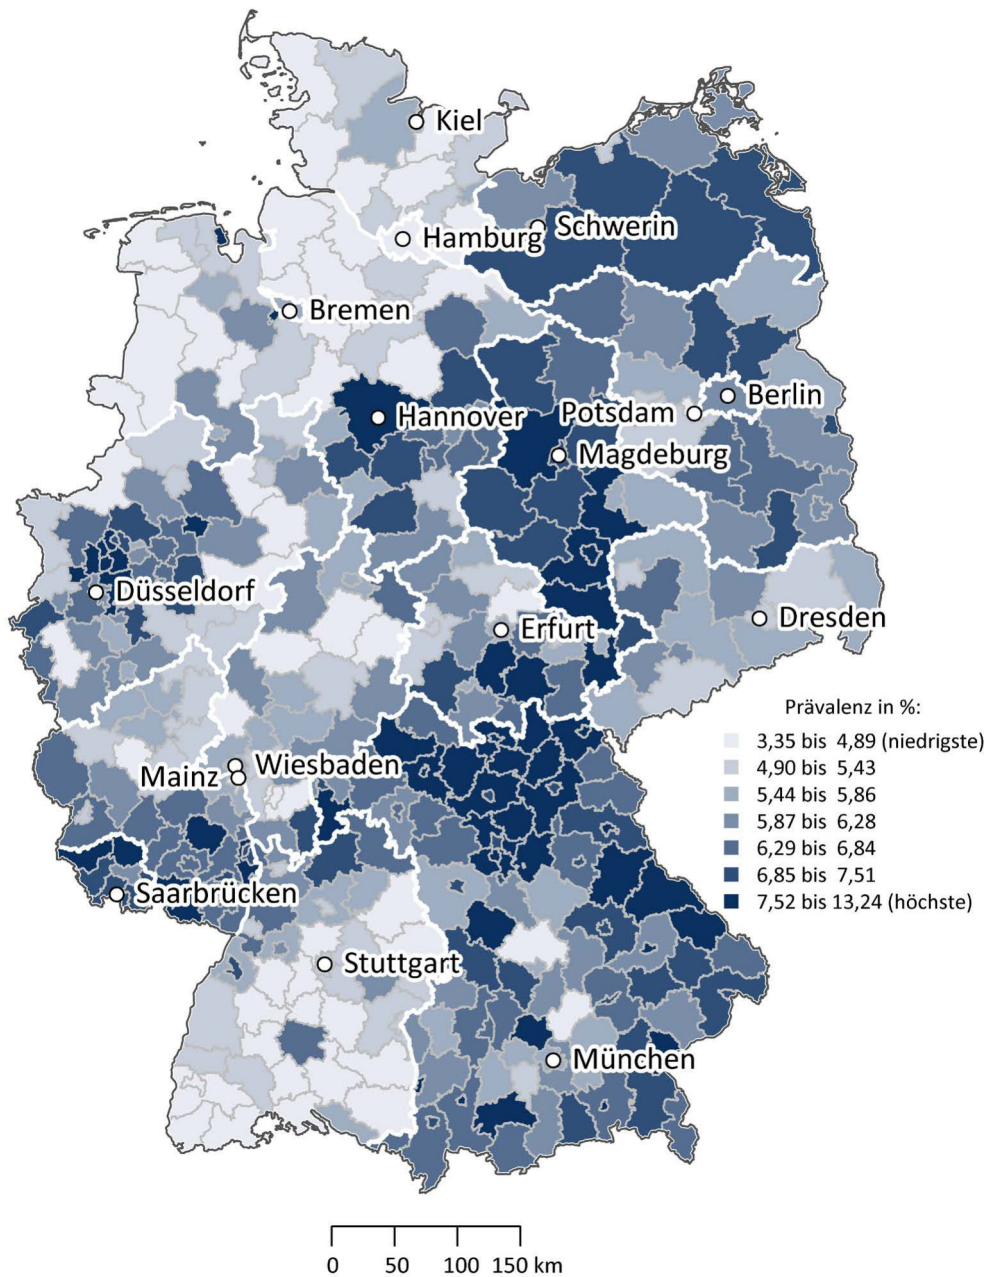 Kiel
Schwerin
Hamburg
Bremen
Berlin
Hannover
Potsdam
Magdeburg
Düsseldorf
Erfurt
Dresden
Prävalenz in %:
3,35 bis 4,89 (niedrigste)
4,90 bis 5,43
5,44 bis 5,86
5,87 bis 6,28
6,29 bis 6,84
6,85 bis 7,51
7,52 bis 13,24 (höchste)
Wiesbaden
Mainz
Saarbrücken
Stuttgart
München
0 50 100 150 km